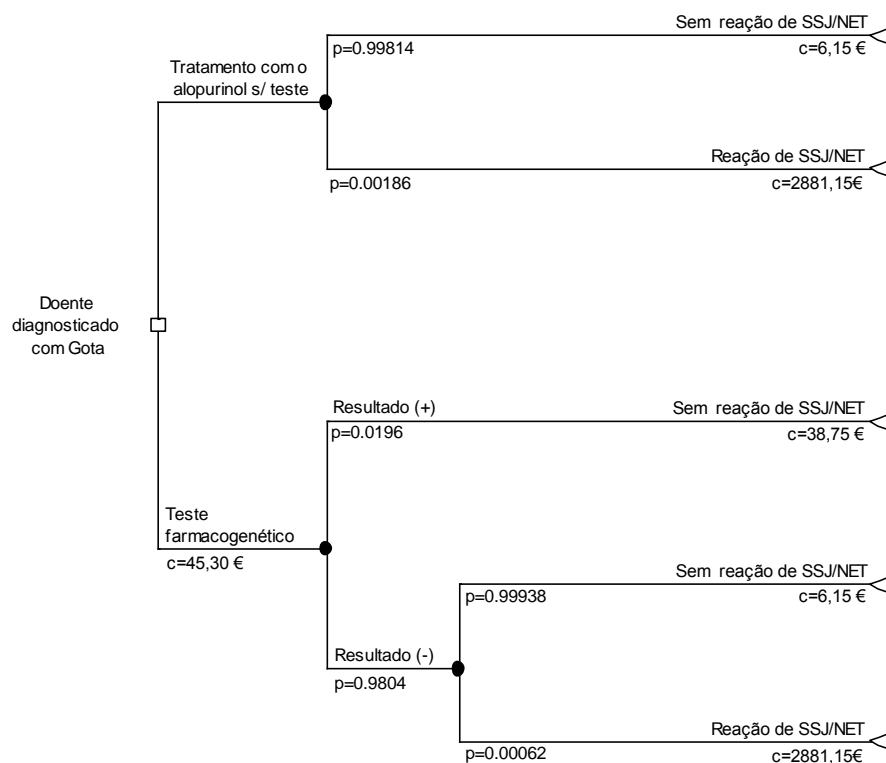 Sem reação de SSJ/NET
p=0.99814
c=6,15 €
Tratamento com o
alopurinol s/ teste
Reação de SSJ/NET
p=0.00186
c=2881,15€
Doente
diagnosticado
com Gota
Resultado (+)
Sem reação de SSJ/NET
p=0.0196
c=38,75 €
Teste
farmacogenético
c=45,30 €
Sem reação de SSJ/NET
p=0.99938
c=6,15 €
Resultado (-)
p=0.9804
Reação de SSJ/NET
p=0.00062
c=2881,15€